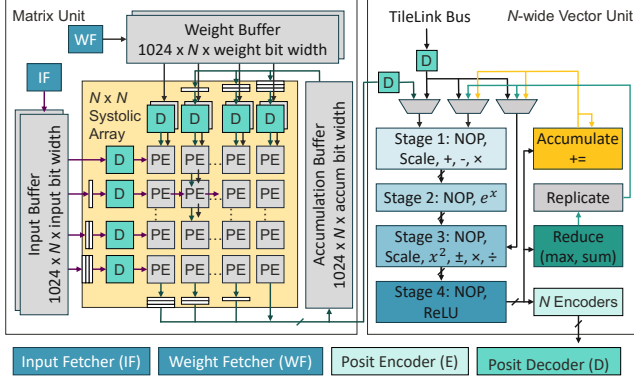 Matrix Unit
Weight Buffer
1024 x N x weight bit width
WF
IF
N x N
Systolic
Array
D D D D
Input Buffer
1024 x N x input bit width
D PE PE PE PE
D PE PE PE PE
D PE PE PE PE
D PE PE PE PE
Accumulation Buffer
1024 x N x accum bit width
TileLink Bus
N-wide Vector Unit
D
D
Stage 1: NOP,
Scale, +, -, ×
Stage 2: NOP, eˣ
Stage 3: NOP,
Scale, x², ±, ×, ÷
Stage 4: NOP,
ReLU
Accumulate
+=
Replicate
Reduce
(max, sum)
N Encoders
Input Fetcher (IF)
Weight Fetcher (WF)
Posit Encoder (E)
Posit Decoder (D)